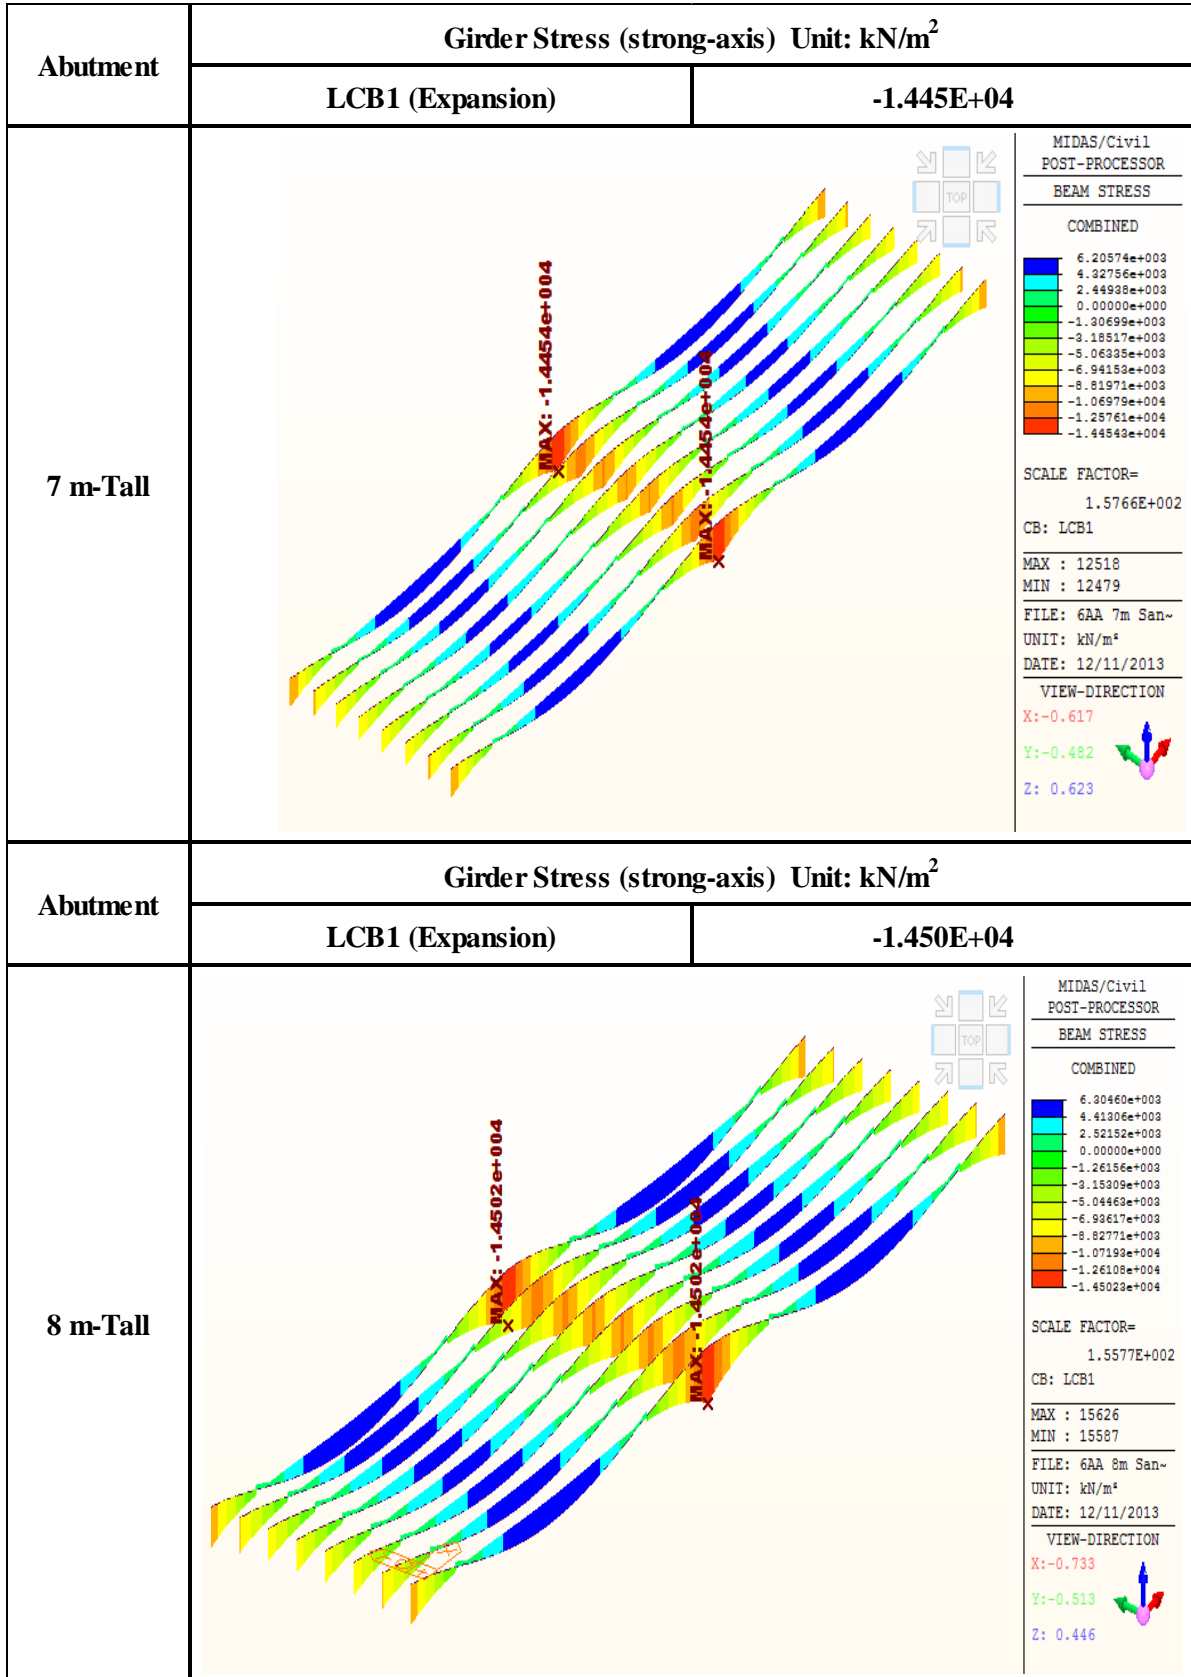 Abutment
Girder Stress (strong-axis) Unit: kN/m²
LCB1 (Expansion) -1.445E+04
7 m-Tall
TOP
MAX: -1.4454e+004
MAX: -1.4454e+004
MIDAS/Civil
POST-PROCESSOR
BEAM STRESS
COMBINED
6.20574e+003
4.32756e+003
2.44938e+003
0.00000e+000
-1.30699e+003
-3.18517e+003
-5.06335e+003
-6.94153e+003
-8.81971e+003
-1.06979e+004
-1.25761e+004
-1.44543e+004
SCALE FACTOR=
1.5766E+002
CB: LCB1
MAX : 12518
MIN : 12479
FILE: 6AA 7m San~
UNIT: kN/m²
DATE: 12/11/2013
VIEW-DIRECTION
X:-0.617
Y:-0.482
Z: 0.623
Abutment
Girder Stress (strong-axis) Unit: kN/m²
LCB1 (Expansion) -1.450E+04
8 m-Tall
TOP
MAX: -1.4502e+004
MAX: -1.4502e+004
MIDAS/Civil
POST-PROCESSOR
BEAM STRESS
COMBINED
6.30460e+003
4.41306e+003
2.52152e+003
0.00000e+000
-1.26156e+003
-3.15309e+003
-5.04463e+003
-6.93617e+003
-8.82771e+003
-1.07193e+004
-1.26108e+004
-1.45023e+004
SCALE FACTOR=
1.5577E+002
CB: LCB1
MAX : 15626
MIN : 15587
FILE: 6AA 8m San~
UNIT: kN/m²
DATE: 12/11/2013
VIEW-DIRECTION
X:-0.733
Y:-0.513
Z: 0.446